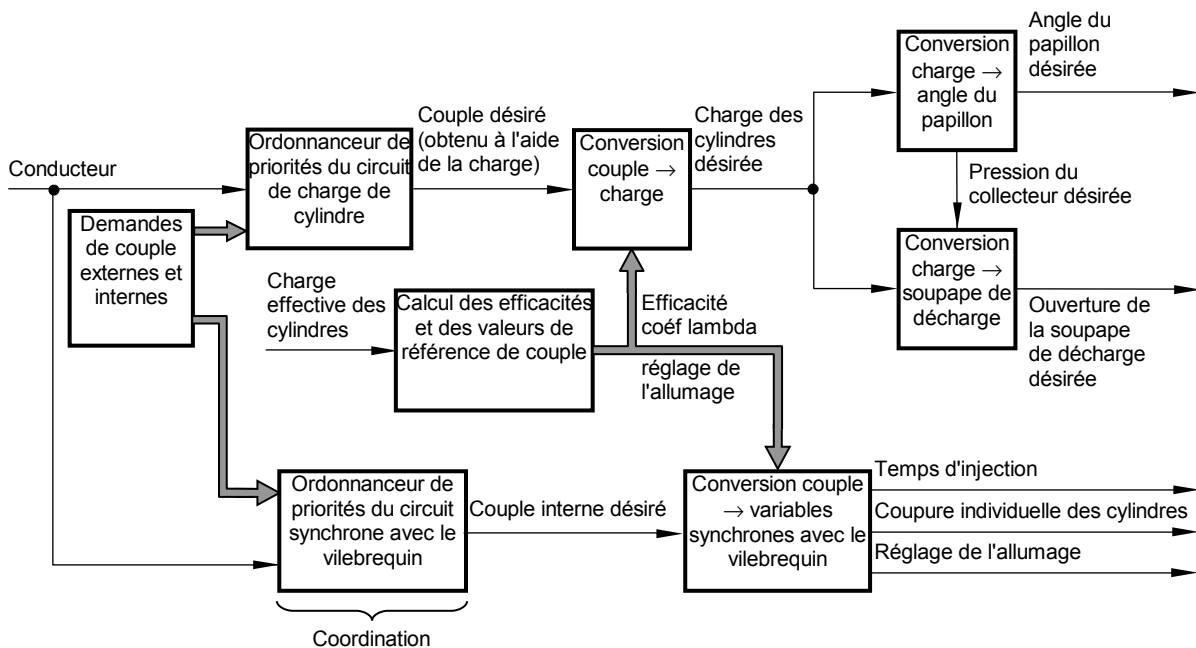 Conducteur
Demandes
de couple
externes et
internes
Ordonnanceur de
priorités du circuit
de charge de
cylindre
Couple désiré
(obtenu à l'aide
de la charge)
Conversion
couple →
charge
Charge des
cylindres
désirée
Conversion
charge →
angle du
papillon
Angle du
papillon
désirée
Pression du
collecteur désirée
Conversion
charge →
soupape de
décharge
Ouverture de
la soupape
de décharge
désirée
Charge
effective des
cylindres
Calcul des efficacités
et des valeurs de
référence de couple
Efficacité
coéf lambda
réglage de
l'allumage
Ordonnanceur de
priorités du circuit
synchrone avec le
vilebrequin
Couple interne désiré
Conversion couple
→ variables
synchrones avec le
vilebrequin
Temps d'injection
Coupure individuelle des cylindres
Réglage de l'allumage
Coordination